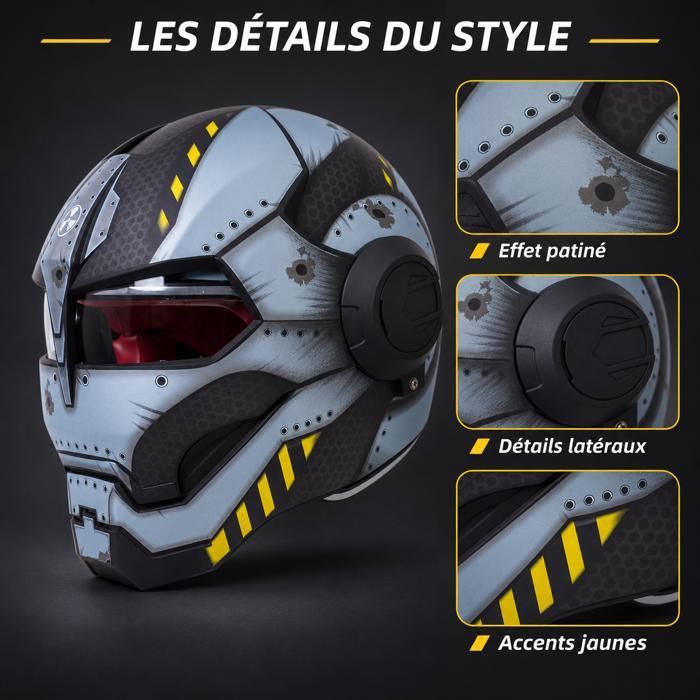 LES DÉTAILS DU STYLE
Effet patiné
Détails latéraux
Accents jaunes